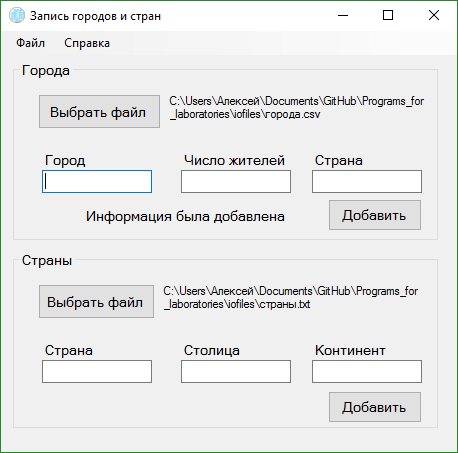 Запись городов и стран
Файл Справка
Города
Выбрать файл
C:\Users\Алексей\Documents\GitHub\Programs_for
_laboratories\iofiles\города.csv
Город Число жителей Страна
Информация была добавлена
Добавить
Страны
Выбрать файл
C:\Users\Алексей\Documents\GitHub\Programs_for
_laboratories\iofiles\страны.txt
Страна Столица Континент
Добавить